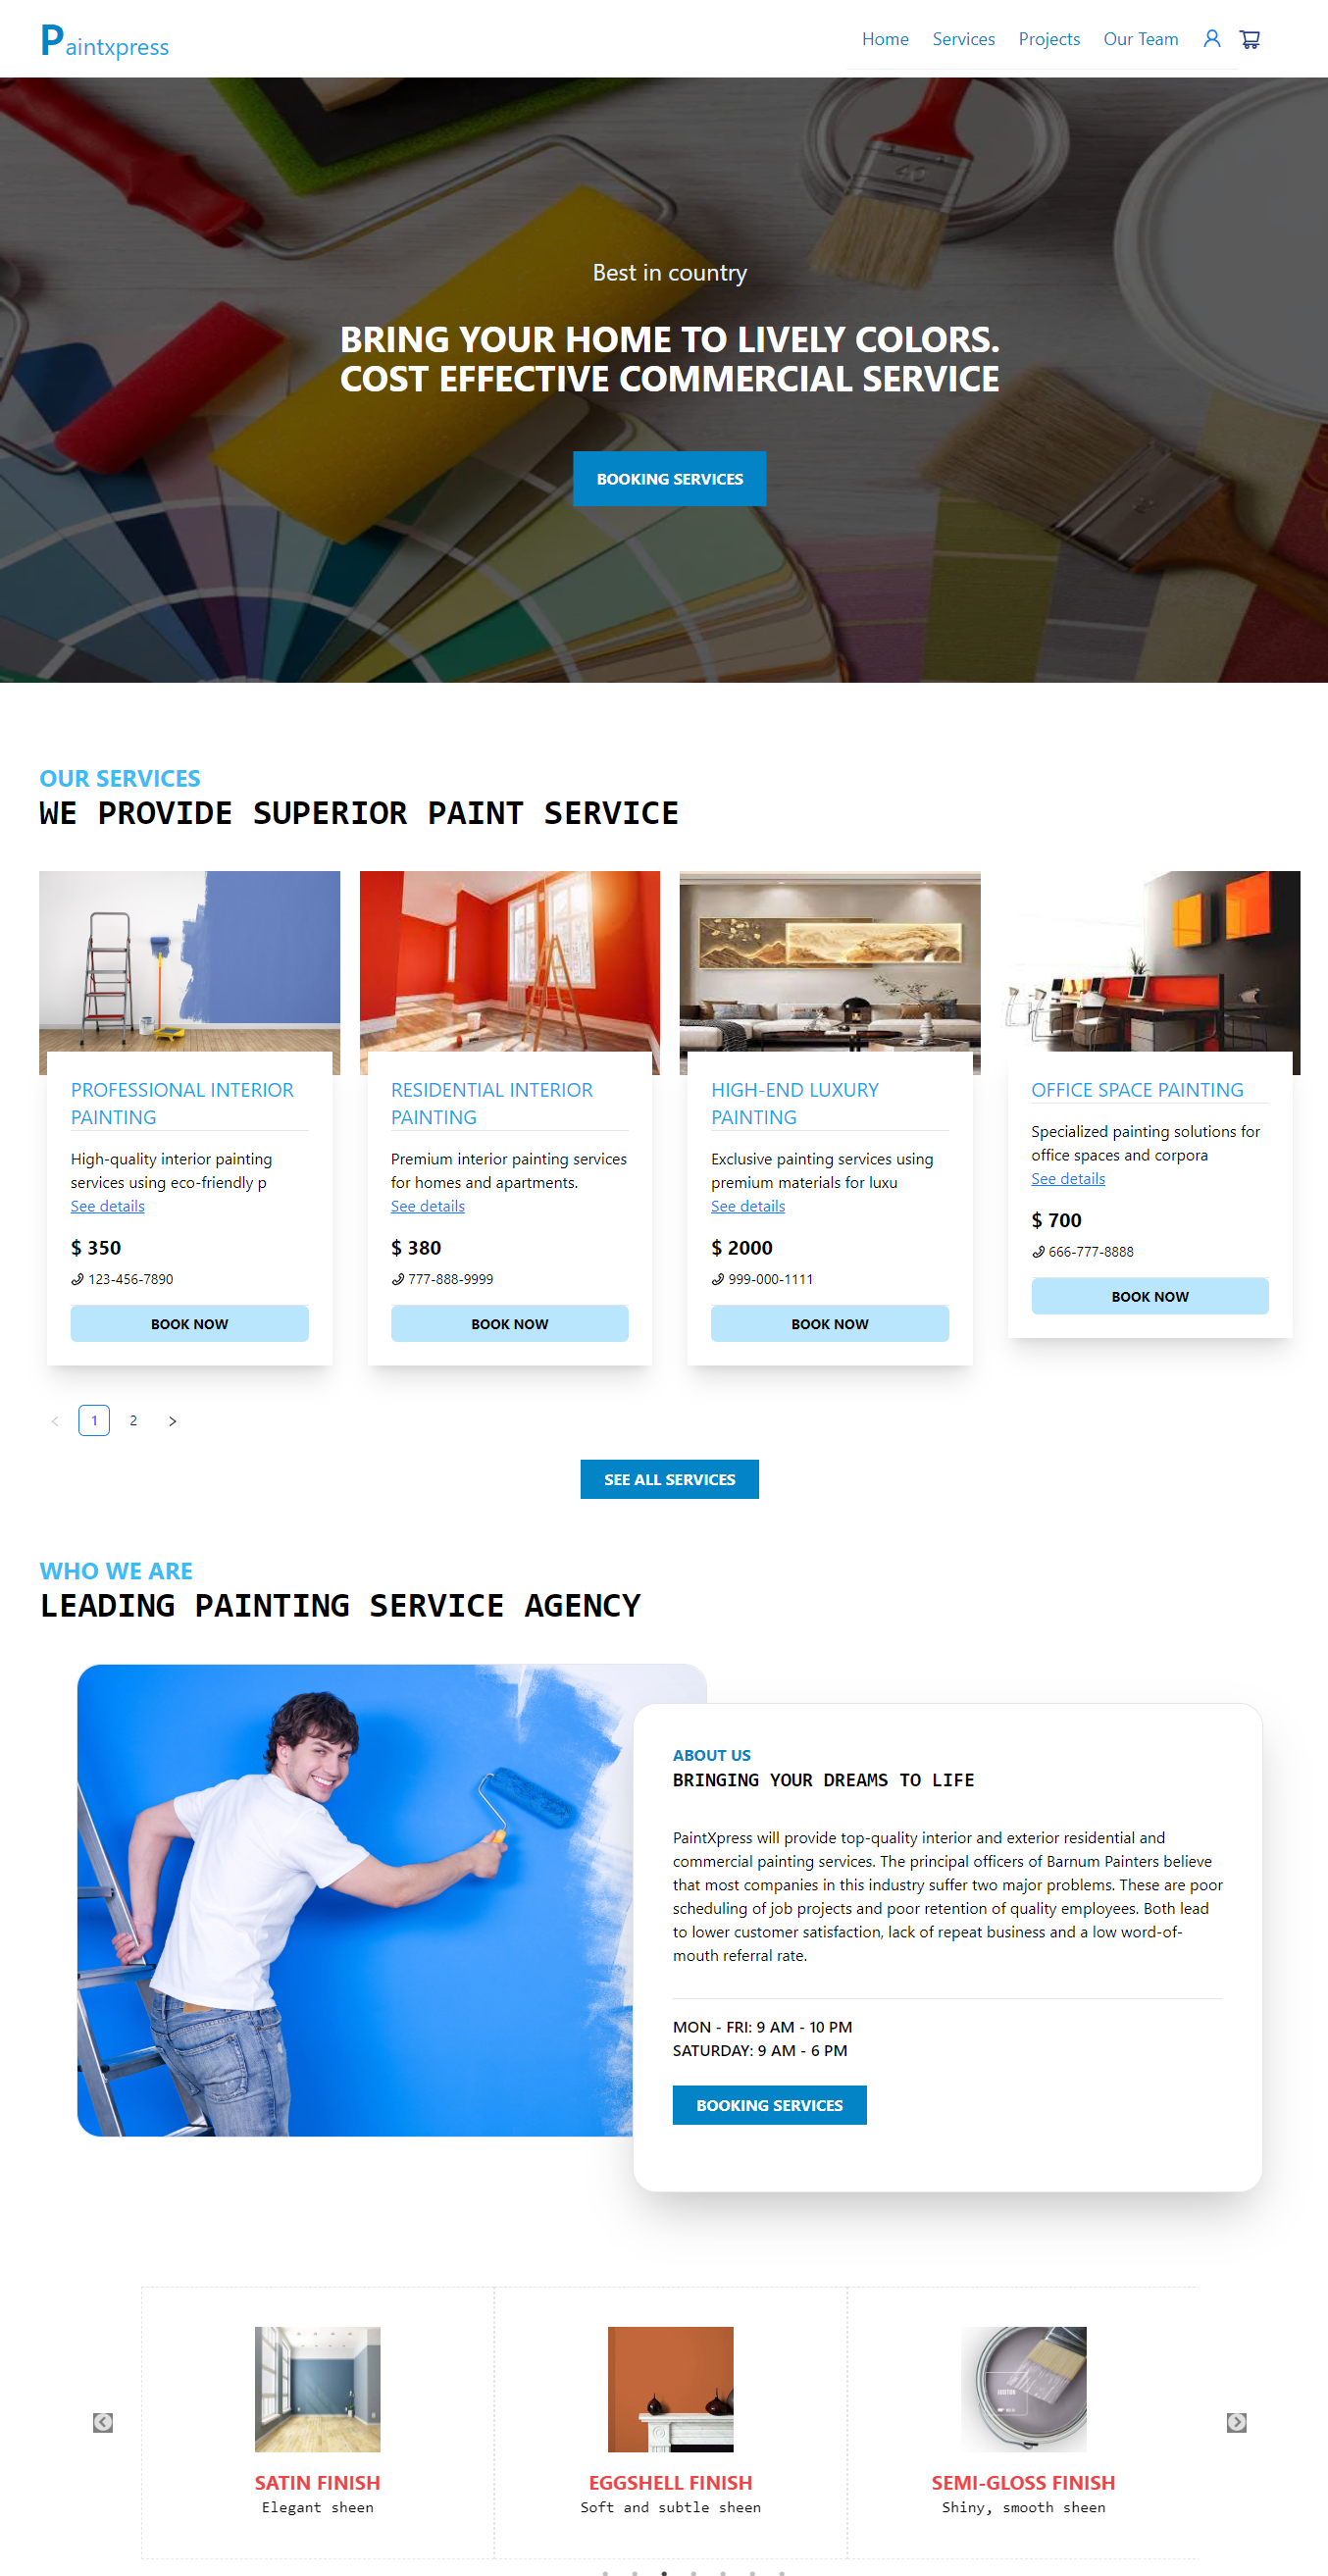 Paintxpress
Home Services Projects Our Team
Best in country
BRING YOUR HOME TO LIVELY COLORS.
COST EFFECTIVE COMMERCIAL SERVICE
BOOKING SERVICES
OUR SERVICES
WE PROVIDE SUPERIOR PAINT SERVICE
PROFESSIONAL INTERIOR
PAINTING
High-quality interior painting
services using eco-friendly p
See details
$ 350
123-456-7890
BOOK NOW
RESIDENTIAL INTERIOR
PAINTING
Premium interior painting services
for homes and apartments.
See details
$ 380
777-888-9999
BOOK NOW
HIGH-END LUXURY
PAINTING
Exclusive painting services using
premium materials for luxu
See details
$ 2000
999-000-1111
BOOK NOW
OFFICE SPACE PAINTING
Specialized painting solutions for
office spaces and corpora
See details
$ 700
666-777-8888
BOOK NOW
< 1 2 >
SEE ALL SERVICES
WHO WE ARE
LEADING PAINTING SERVICE AGENCY
ABOUT US
BRINGING YOUR DREAMS TO LIFE
PaintXpress will provide top-quality interior and exterior residential and
commercial painting services. The principal officers of Barnum Painters believe
that most companies in this industry suffer two major problems. These are poor
scheduling of job projects and poor retention of quality employees. Both lead
to lower customer satisfaction, lack of repeat business and a low word-of-
mouth referral rate.
MON - FRI: 9 AM - 10 PM
SATURDAY: 9 AM - 6 PM
BOOKING SERVICES
SATIN FINISH
Elegant sheen
EGGSHELL FINISH
Soft and subtle sheen
SEMI-GLOSS FINISH
Shiny, smooth sheen